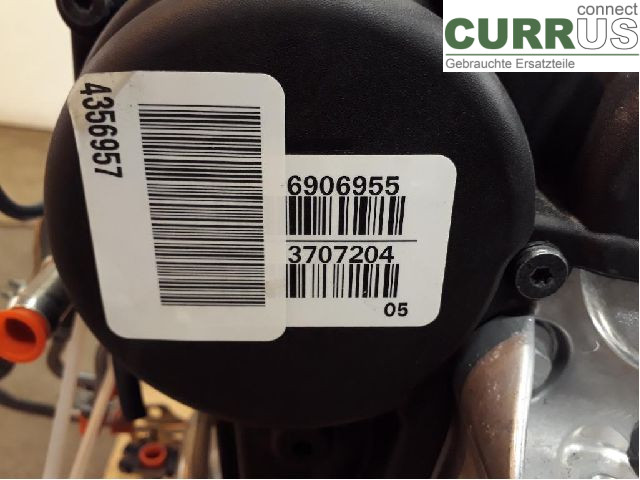 connect
CURRUS
Gebrauchte Ersatzteile
4356957
6906955
3707204
05